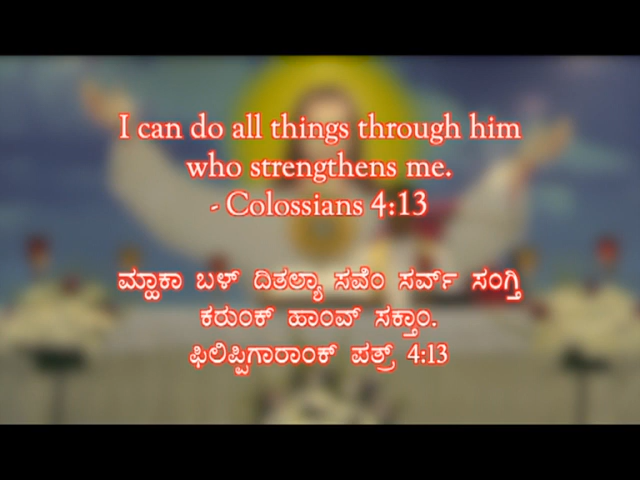 I can do all things through him
who strengthens me.
- Colossians 4:13
ಮ್ಹಾಕಾ ಬಳ್ ದಿತಲ್ಯಾ ಸವೆಂ ಸರ್ವ್ ಸಂಗ್ತಿ
ಕರುಂಕ್ ಹಾಂವ್ ಸಕ್ತಾಂ.
ಫಿಲಿಪ್ಪಿಗಾರಾಂಕ್ ಪತ್ರ್ 4:13